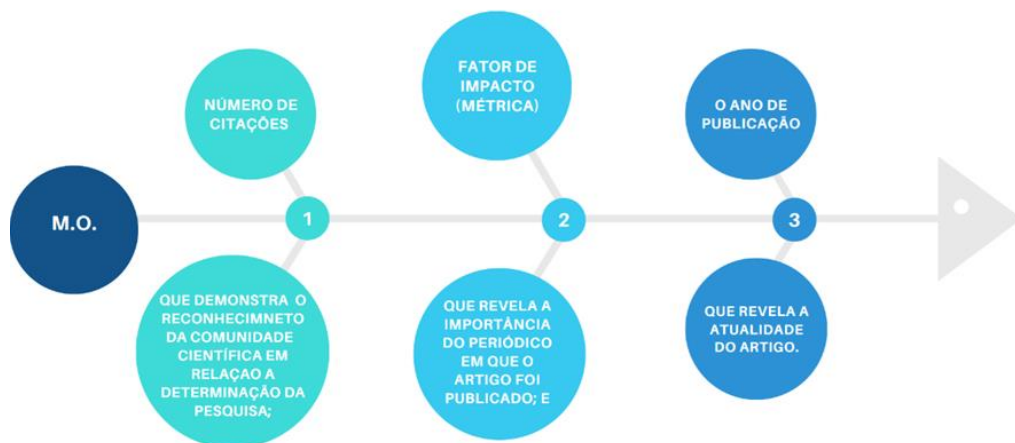 M.O.
NÚMERO DE
CITAÇÕES
1
QUE DEMONSTRA O
RECONHECIMNETO
DA COMUNIDADE
CIENTÍFICA EM
RELAÇAO A
DETERMINAÇÃO DA
PESQUISA;
FATOR DE
IMPACTO
(MÉTRICA)
2
QUE REVELA A
IMPORTÂNCIA
DO PERIÓDICO
EM QUE O
ARTIGO FOI
PUBLICADO; E
O ANO DE
PUBLICAÇÃO
3
QUE REVELA A
ATUALIDADE
DO ARTIGO.